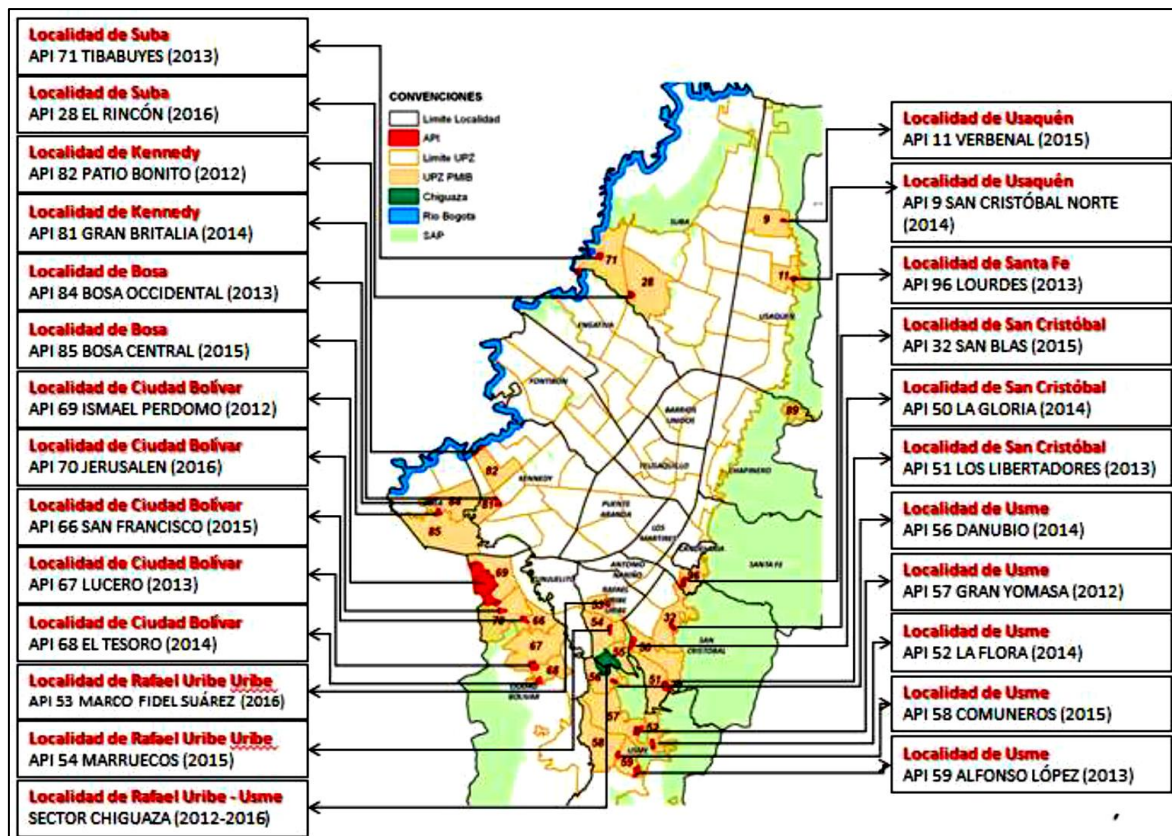 Localidad de Suba
API 71 TIBABUYES (2013)
Localidad de Suba
API 28 EL RINCÓN (2016)
Localidad de Kennedy
API 82 PATIO BONITO (2012)
Localidad de Kennedy
API 81 GRAN BRITALIA (2014)
Localidad de Bosa
API 84 BOSA OCCIDENTAL (2013)
Localidad de Bosa
API 85 BOSA CENTRAL (2015)
Localidad de Ciudad Bolívar
API 69 ISMAEL PERDOMO (2012)
Localidad de Ciudad Bolívar
API 70 JERUSALEN (2016)
Localidad de Ciudad Bolívar
API 66 SAN FRANCISCO (2015)
Localidad de Ciudad Bolívar
API 67 LUCERO (2013)
Localidad de Ciudad Bolívar
API 68 EL TESORO (2014)
Localidad de Rafael Uribe Uribe
API 53 MARCO FIDEL SUÁREZ (2016)
Localidad de Rafael Uribe Uribe
API 54 MARRUECOS (2015)
Localidad de Rafael Uribe - Usme
SECTOR CHIGUAZA (2012-2016)
CONVENCIONES
Limite Localidad
API
Limite UPZ
UPZ PMIB
Chiguaza
Rio Bogota
SAP
SUBA
9
71
28
11
USAQUEN
ENGATIVA
FONTIBON
BARRIOS
UNIDOS
89
TEUSAQUILLO
CHAPINERO
82
KENNEDY
84
81
BOSA
85
PUENTE
ARANDA
LOS
MARTIRES
CANDELARIA
ANTONIO
NARIÑO
SANTA FE
69
TUNJUELITO
RAFAEL
URIBE
URIBE
96
53
70
66
54
32
67
55
50
SAN
CRISTOBAL
68
56
51
CIUDAD
BOLIVAR
57
52
58
USME
59
Localidad de Usaquén
API 11 VERBENAL (2015)
Localidad de Usaquén
API 9 SAN CRISTÓBAL NORTE
(2014)
Localidad de Santa Fe
API 96 LOURDES (2013)
Localidad de San Cristóbal
API 32 SAN BLAS (2015)
Localidad de San Cristóbal
API 50 LA GLORIA (2014)
Localidad de San Cristóbal
API 51 LOS LIBERTADORES (2013)
Localidad de Usme
API 56 DANUBIO (2014)
Localidad de Usme
API 57 GRAN YOMASA (2012)
Localidad de Usme
API 52 LA FLORA (2014)
Localidad de Usme
API 58 COMUNEROS (2015)
Localidad de Usme
API 59 ALFONSO LÓPEZ (2013)